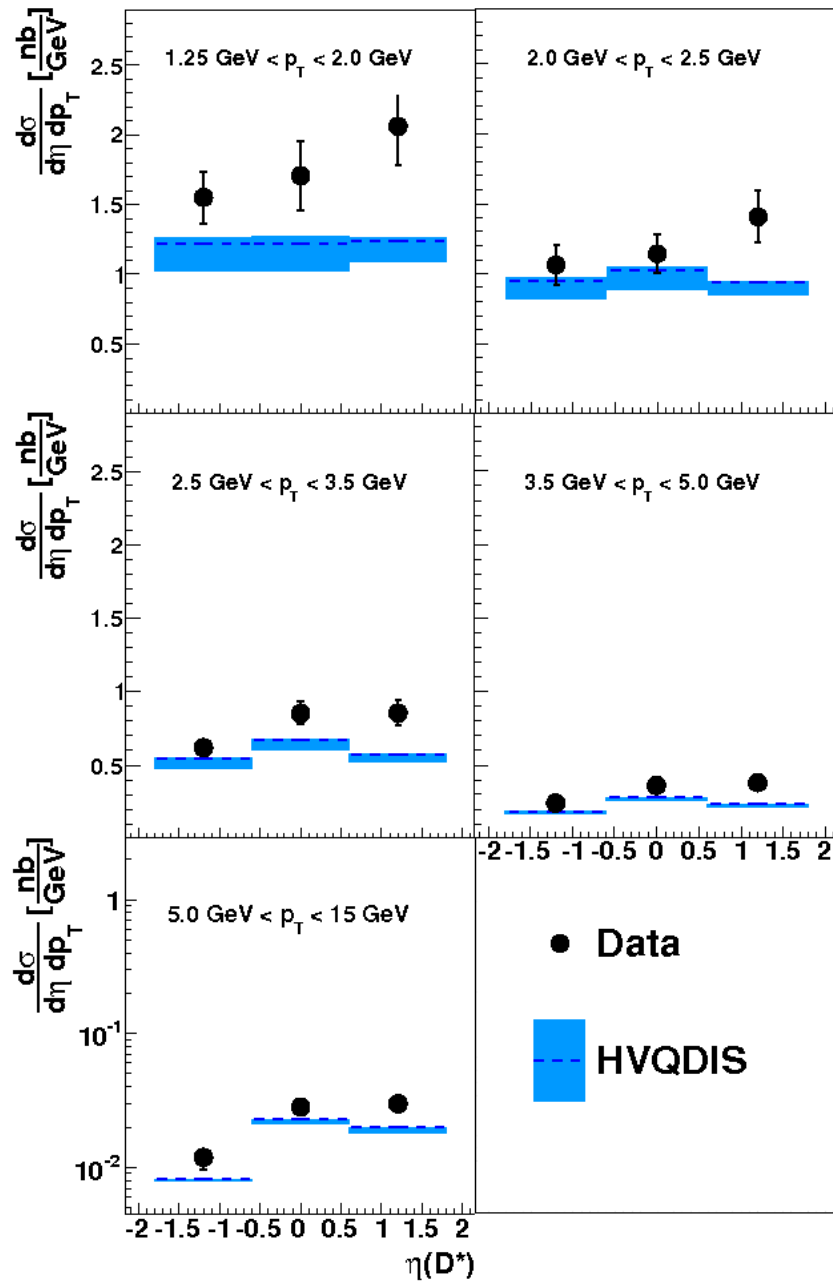 dσ/dη dp_T [nb/GeV]
1.25 GeV < p_T < 2.0 GeV
2.5
2
1.5
1
0.5
2.0 GeV < p_T < 2.5 GeV
dσ/dη dp_T [nb/GeV]
2.5 GeV < p_T < 3.5 GeV
2.5
2
1.5
1
0.5
3.5 GeV < p_T < 5.0 GeV
-2 -1.5 -1 -0.5 0 0.5 1 1.5 2
dσ/dη dp_T [nb/GeV]
5.0 GeV < p_T < 15 GeV
1
10^-1
10^-2
-2 -1.5 -1 -0.5 0 0.5 1 1.5 2
η(D*)
Data
HVQDIS